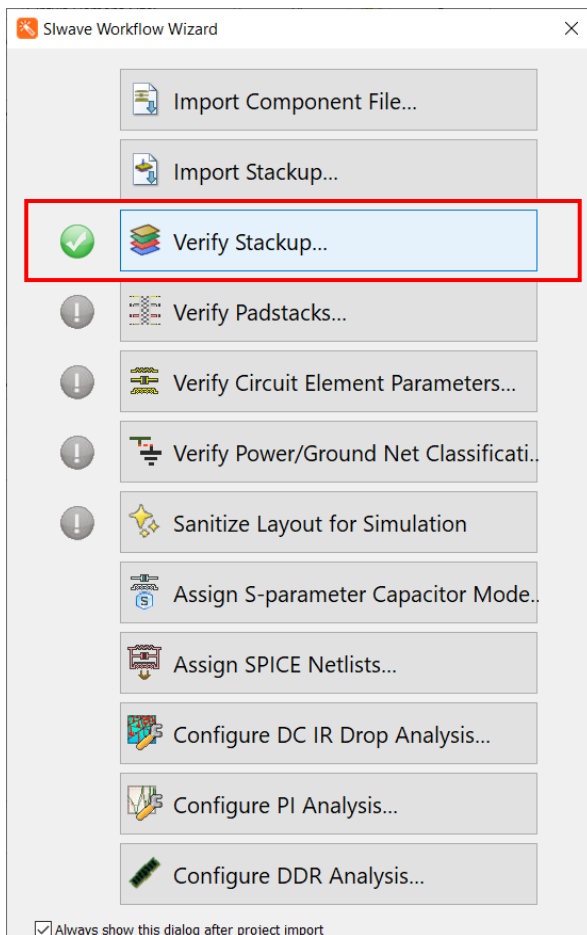 SIwave Workflow Wizard
Import Component File...
Import Stackup...
Verify Stackup...
Verify Padstacks...
Verify Circuit Element Parameters...
Verify Power/Ground Net Classificati..
Sanitize Layout for Simulation
Assign S-parameter Capacitor Mode..
Assign SPICE Netlists...
Configure DC IR Drop Analysis...
Configure PI Analysis...
Configure DDR Analysis...
Always show this dialog after project import